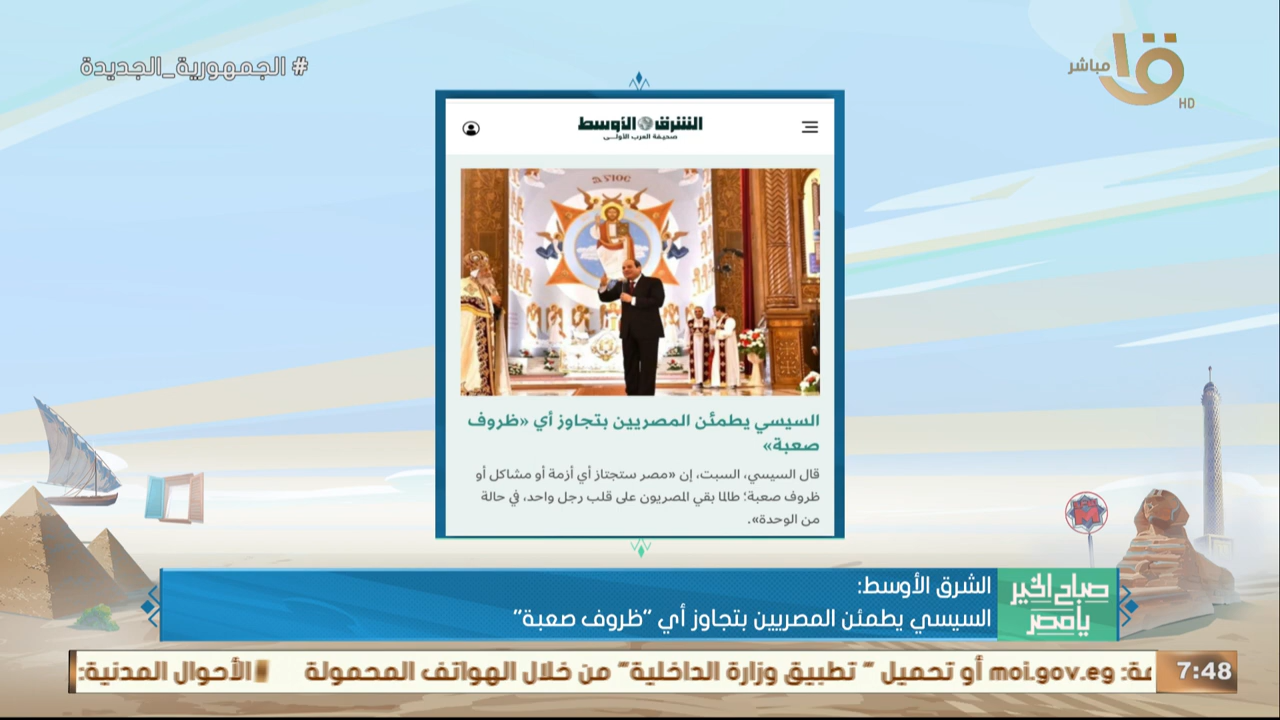 # الجمهورية_الجديدة
مباشر
HD
الشرق الأوسط
صحيفة العرب الأولى
السيسي يطمئن المصريين بتجاوز أي «ظروف
صعبة»
قال السيسي، السبت، إن «مصر ستجتاز أي أزمة أو مشاكل أو
ظروف صعبة؛ طالما بقي المصريون على قلب رجل واحد، في حالة
من الوحدة».
صباح الخير
يا مصر
الشرق الأوسط:
السيسي يطمئن المصريين بتجاوز أي "ظروف صعبة"
7:48
moi.gov.eg أو تحميل " تطبيق وزارة الداخلية" من خلال الهواتف المحمولة
الأحوال المدنية: